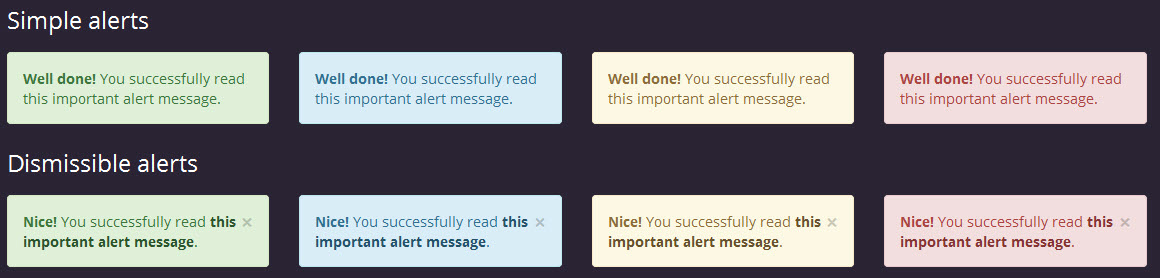 Simple alerts
Well done! You successfully read
this important alert message.
Well done! You successfully read
this important alert message.
Well done! You successfully read
this important alert message.
Well done! You successfully read
this important alert message.
Dismissible alerts
Nice! You successfully read this ×
important alert message.
Nice! You successfully read this ×
important alert message.
Nice! You successfully read this ×
important alert message.
Nice! You successfully read this ×
important alert message.